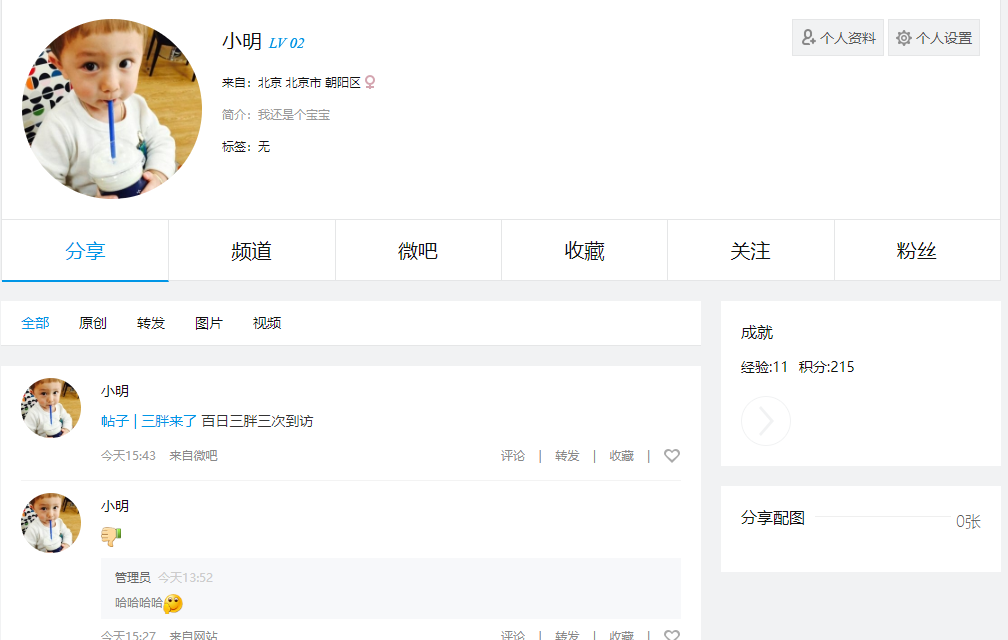 小明 LV 02
个人资料 个人设置
来自：北京 北京市 朝阳区
简介：我还是个宝宝
标签：无
分享 频道 微吧 收藏 关注 粉丝
全部 原创 转发 图片 视频
小明
帖子 | 三胖来了 百日三胖三次到访
今天15:43 来自微吧 评论 | 转发 | 收藏 |
小明
管理员 今天13:52
哈哈哈哈
今天15:27 来自网站 评论 | 转发 | 收藏 |
成就
经验:11 积分:215
分享配图 0张